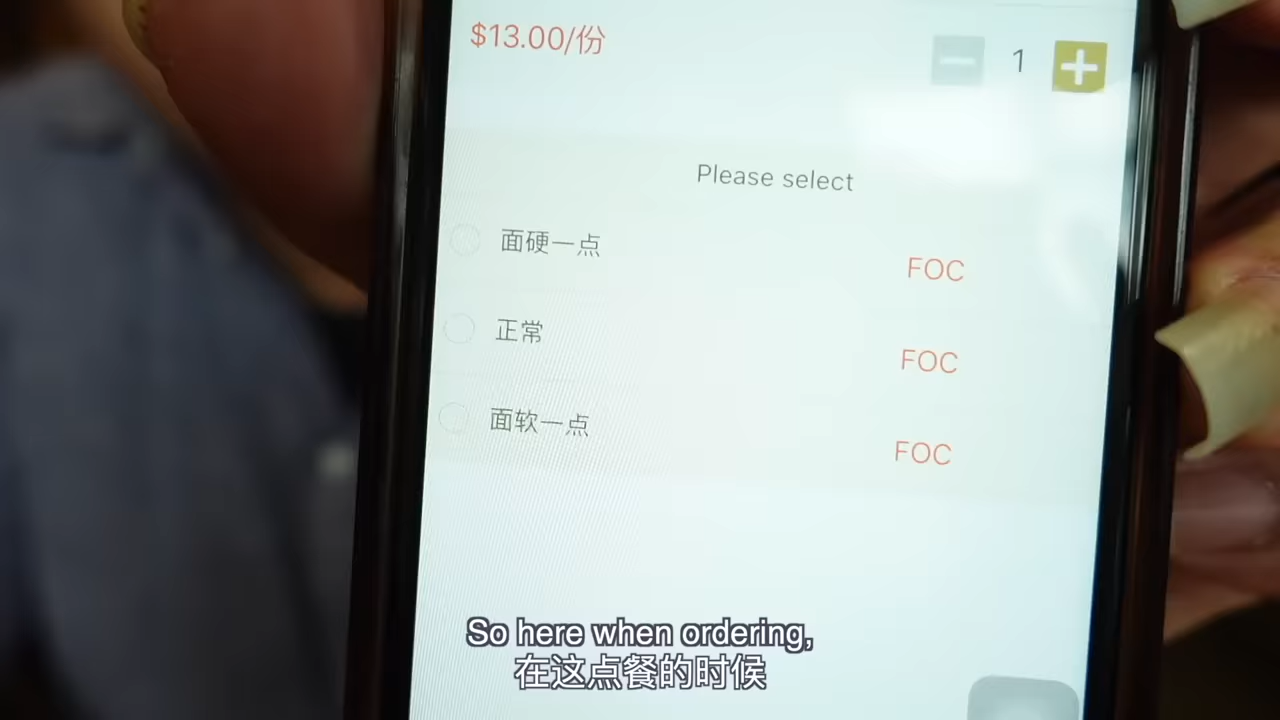 $13.00/份
1
Please select
面硬一点 FOC
正常 FOC
面软一点 FOC
So here when ordering,
在这点餐的时候